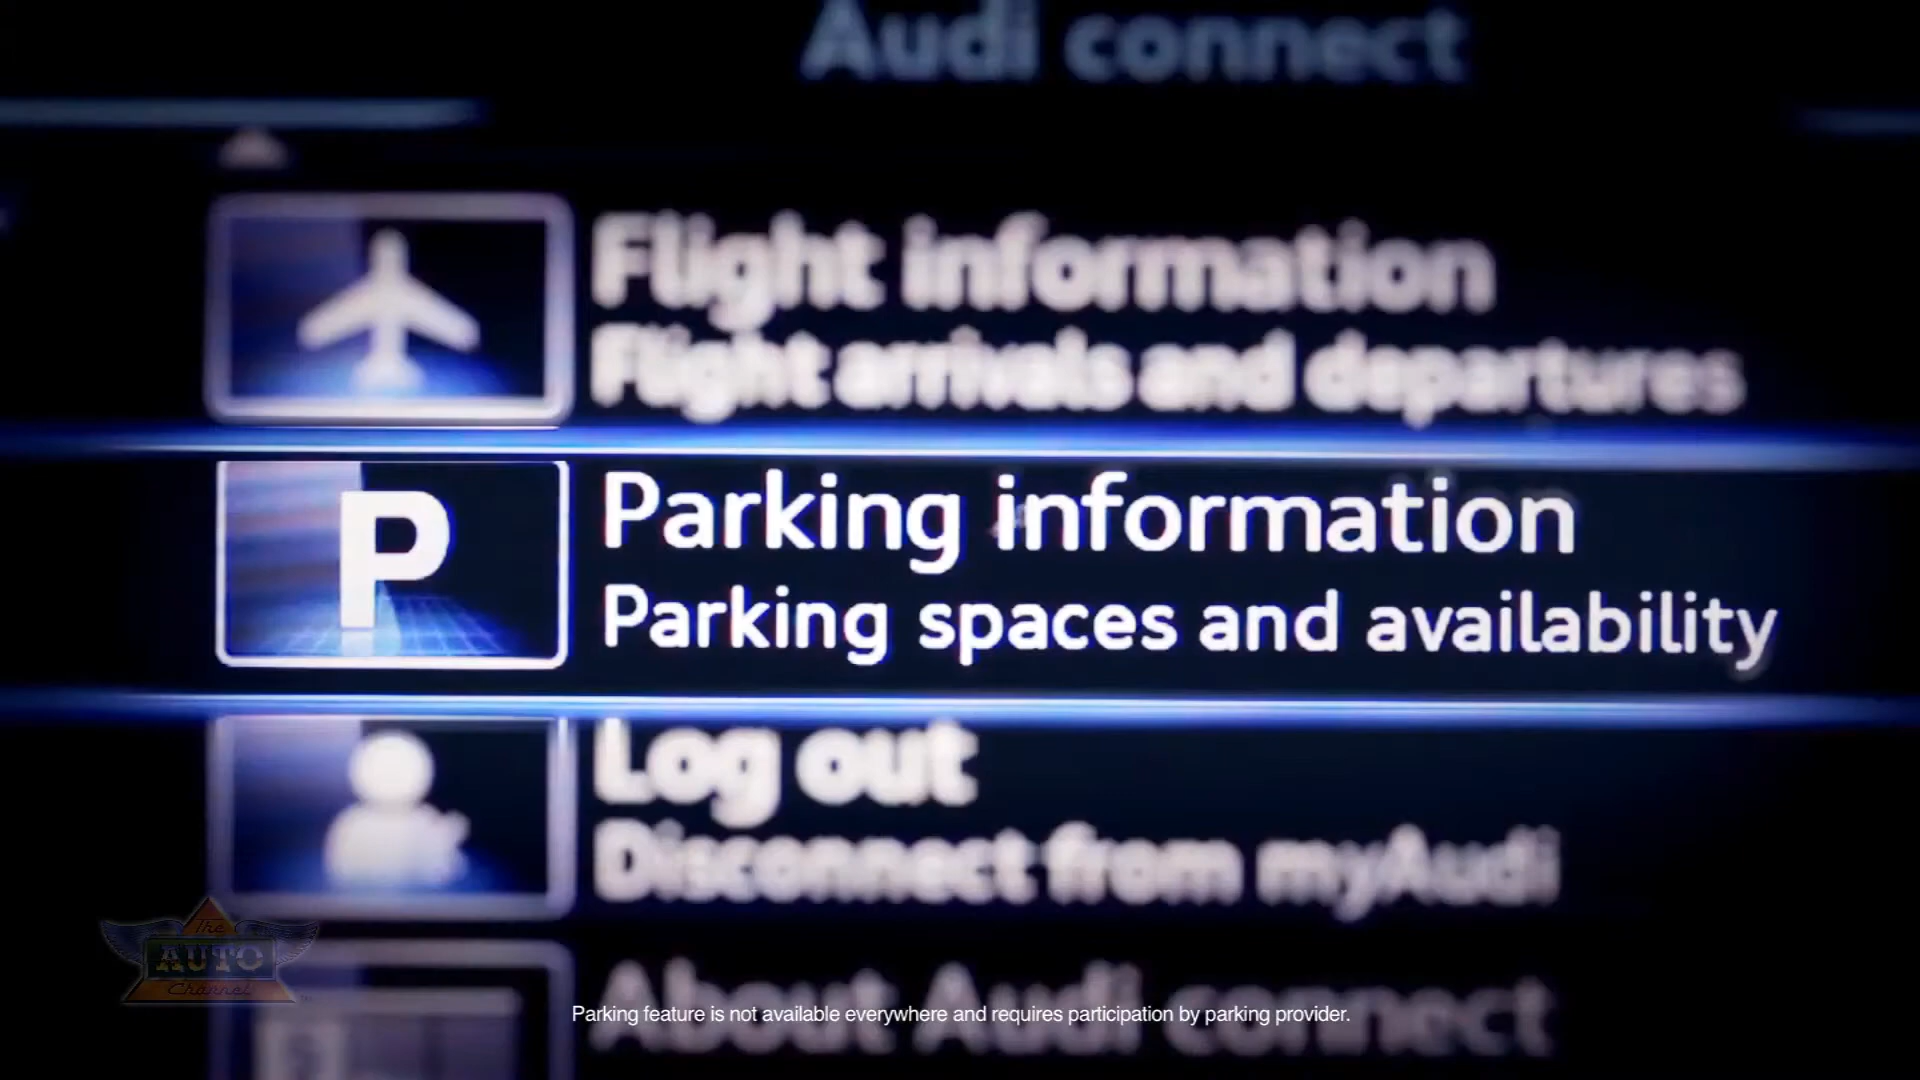 Audi connect
Flight information
Flight arrivals and departures
P
Parking information
Parking spaces and availability
Log out
Disconnect from myAudi
The
AUTO
Channel
About Audi connect
Parking feature is not available everywhere and requires participation by parking provider.